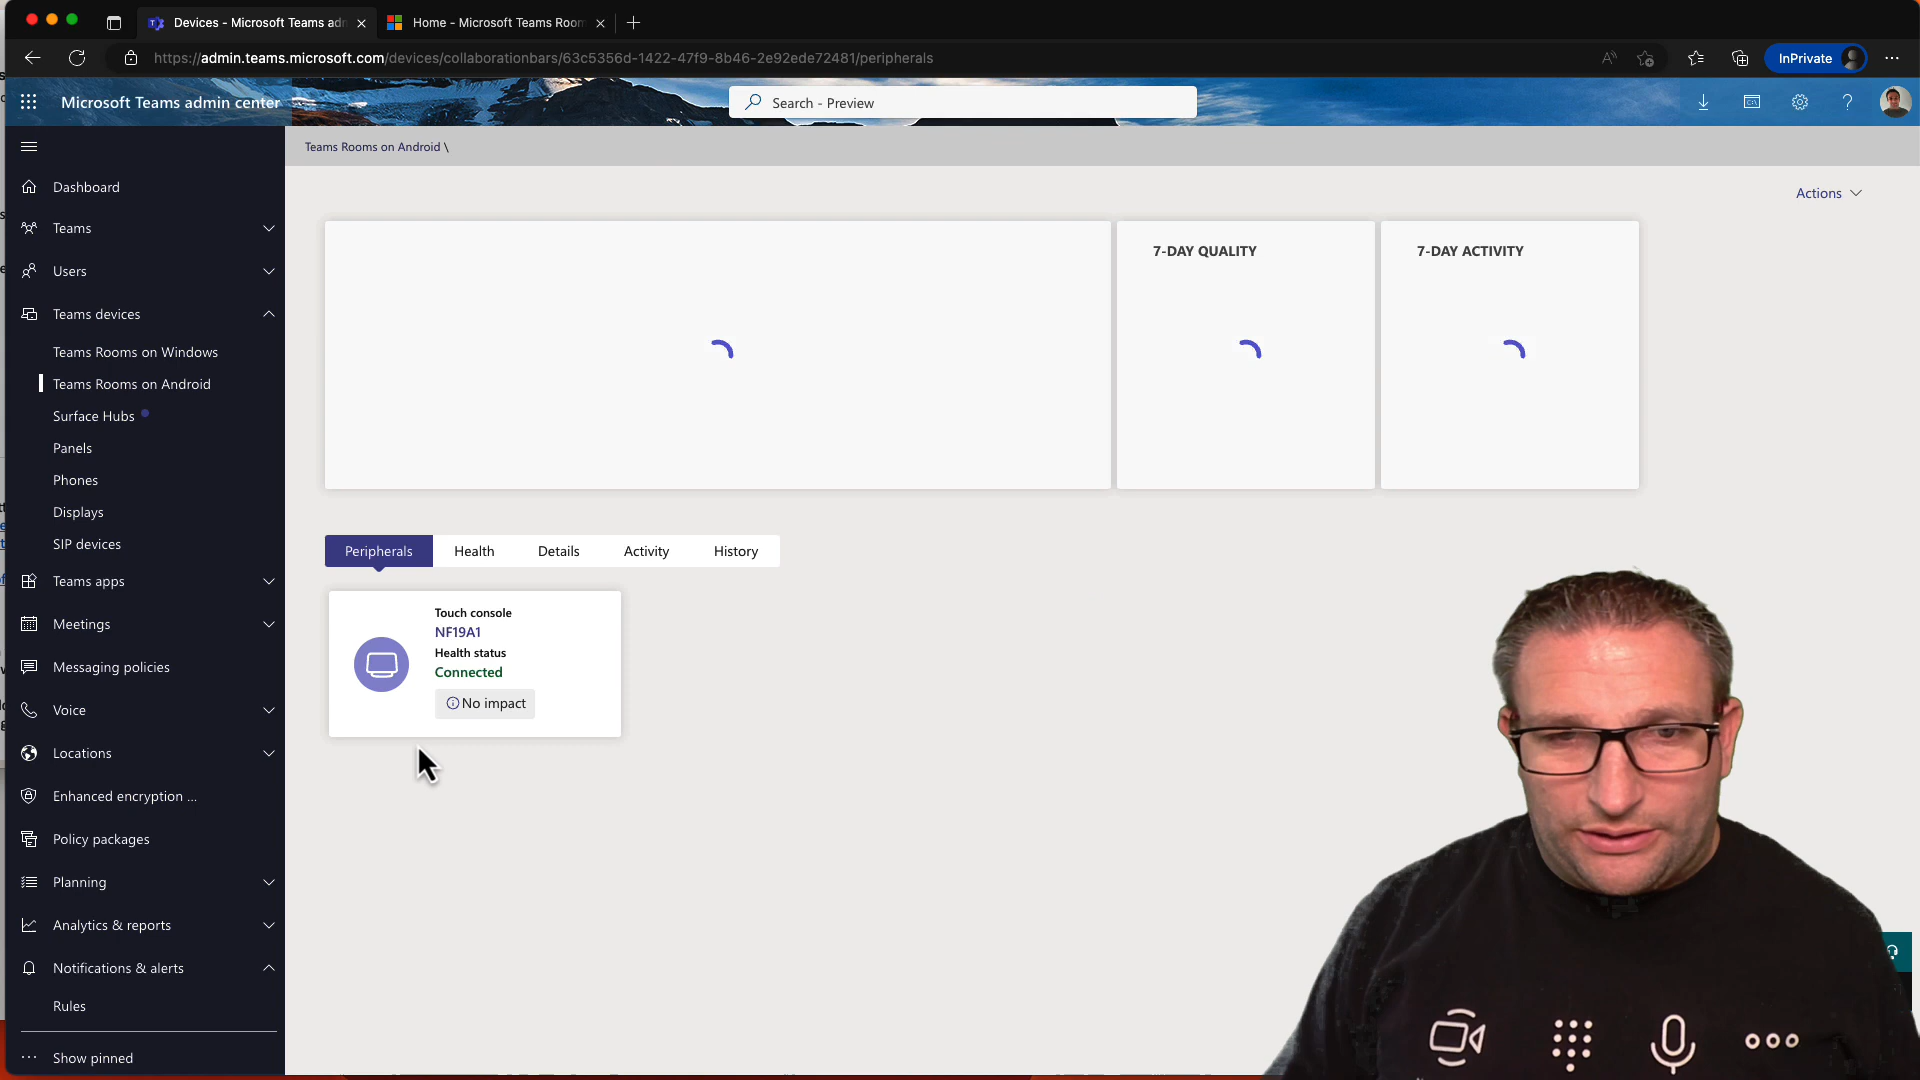 Devices - Microsoft Teams adm
Home - Microsoft Teams Room
https://admin.teams.microsoft.com/devices/collaborationbars/63c5356d-1422-47f9-8b46-2e92ede72481/peripherals
InPrivate
Microsoft Teams admin center
Search - Preview
Teams Rooms on Android \
Actions
Dashboard
Teams
Users
Teams devices
Teams Rooms on Windows
Teams Rooms on Android
Surface Hubs
Panels
Phones
Displays
SIP devices
Teams apps
Meetings
Messaging policies
Voice
Locations
Enhanced encryption ...
Policy packages
Planning
Analytics & reports
Notifications & alerts
Rules
Show pinned
7-DAY QUALITY
7-DAY ACTIVITY
Peripherals
Health
Details
Activity
History
Touch console
NF19A1
Health status
Connected
No impact